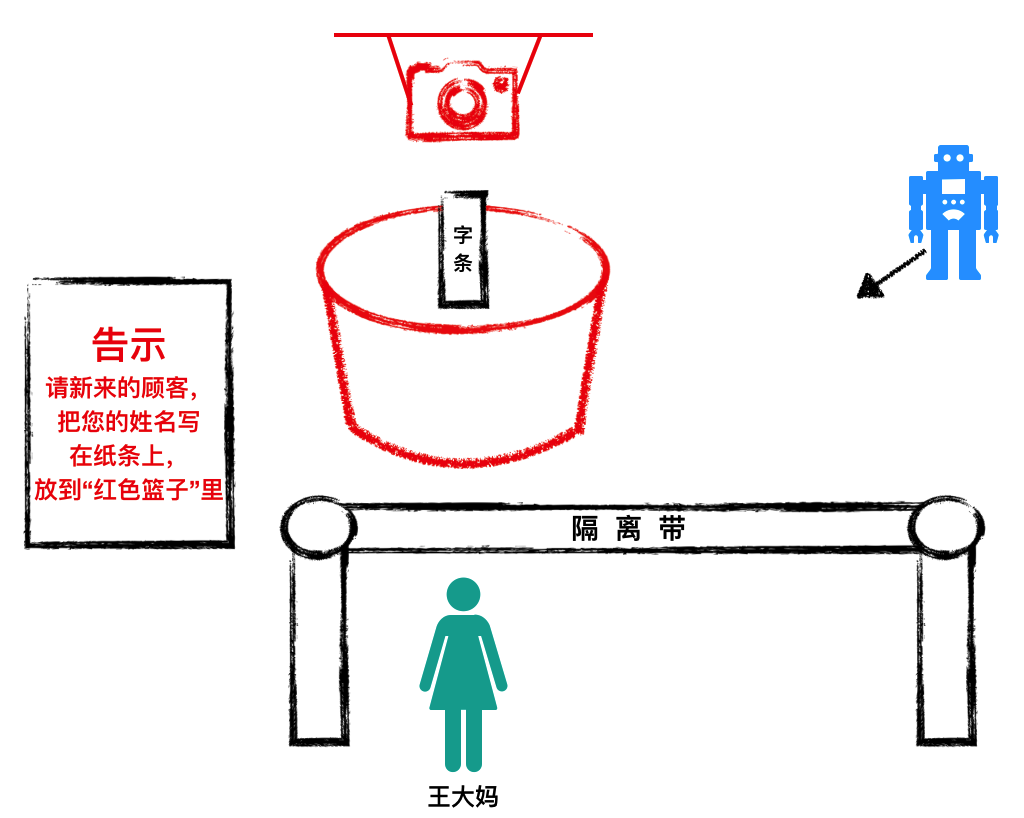 字
条
告示
请新来的顾客，
把您的姓名写
在纸条上，
放到“红色篮子”里
隔离带
王大妈